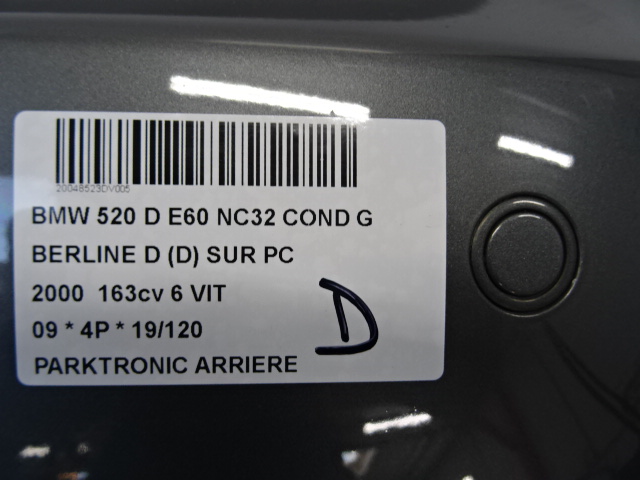 20048523DV005
BMW 520 D E60 NC32 COND G
BERLINE D (D) SUR PC
2000 163cv 6 VIT
09 * 4P * 19/120
PARKTRONIC ARRIERE
D